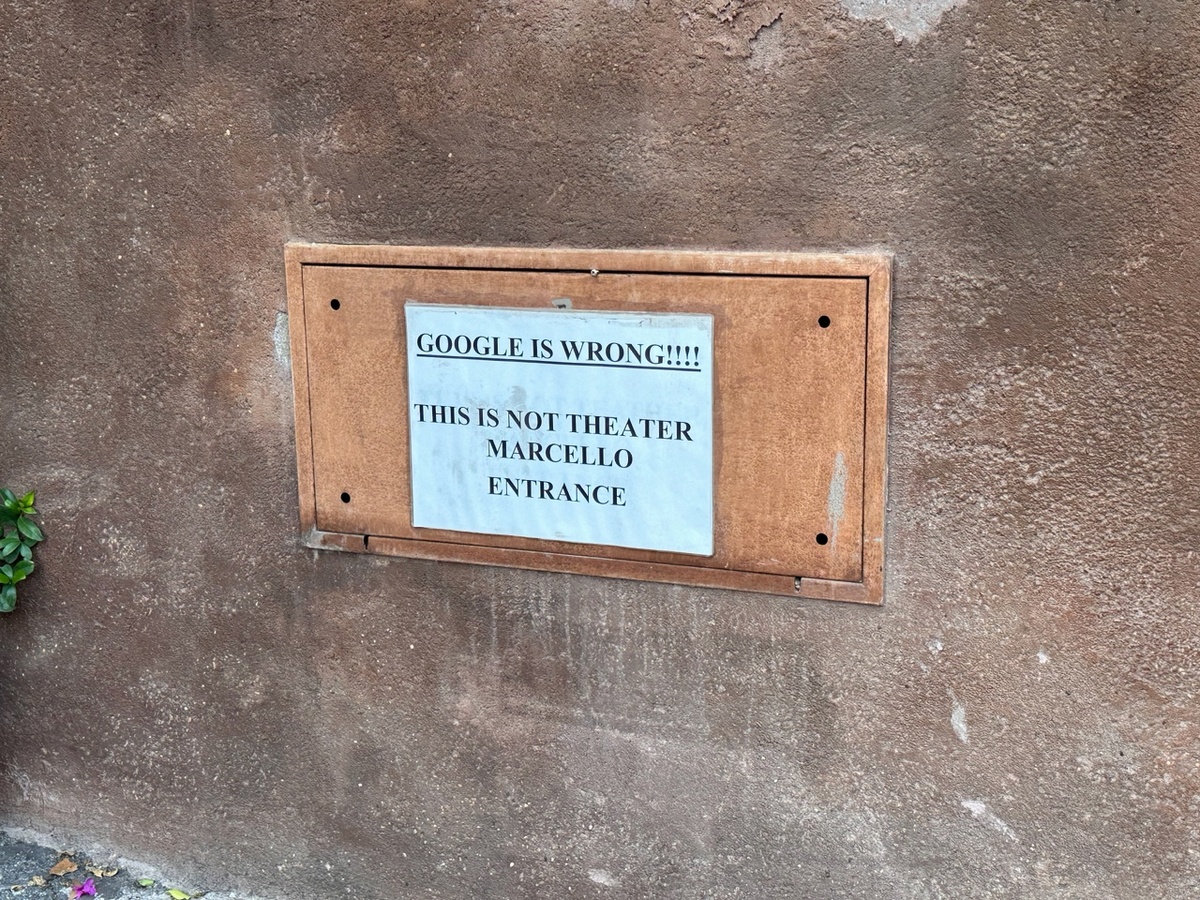 GOOGLE IS WRONG!!!!
THIS IS NOT THEATER
MARCELLO
ENTRANCE